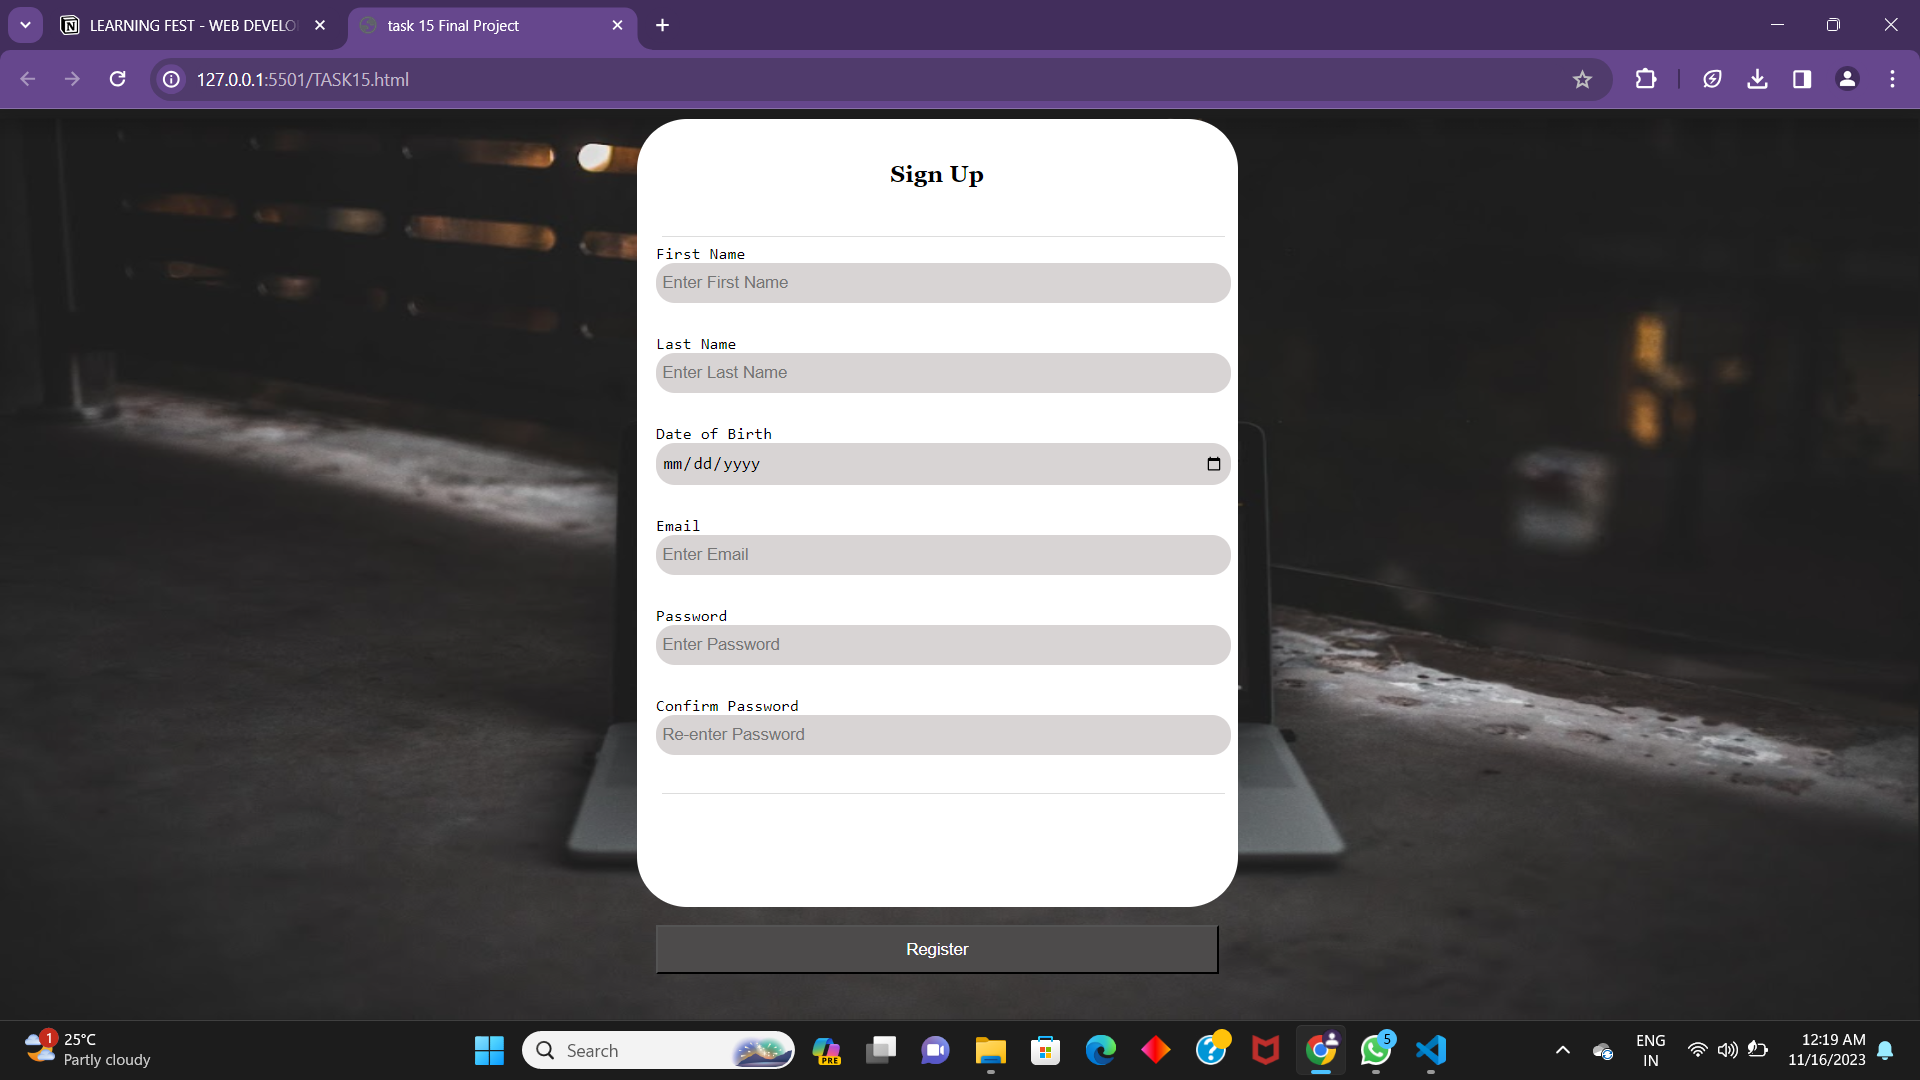 LEARNING FEST - WEB DEVELO
task 15 Final Project
127.0.0.1:5501/TASK15.html
Sign Up
First Name
Enter First Name
Last Name
Enter Last Name
Date of Birth
mm/dd/yyyy
Email
Enter Email
Password
Enter Password
Confirm Password
Re-enter Password
Register
1
25°C
Partly cloudy
Search
PRE
5
ENG
IN
12:19 AM
11/16/2023